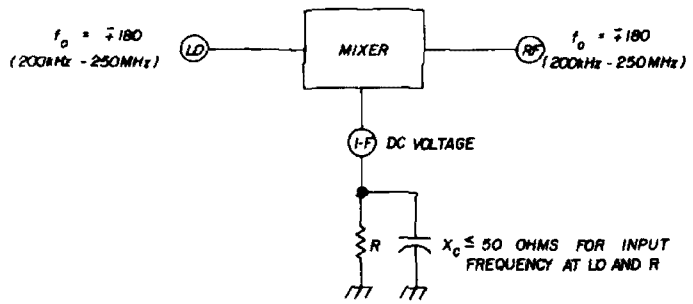 f₀ = ∓180
(200kHz - 250MHz)
LO
MIXER
RF
f₀ = ∓180
(200kHz - 250MHz)
I-F DC VOLTAGE
R
X_C ≤ 50 OHMS FOR INPUT
FREQUENCY AT LO AND R